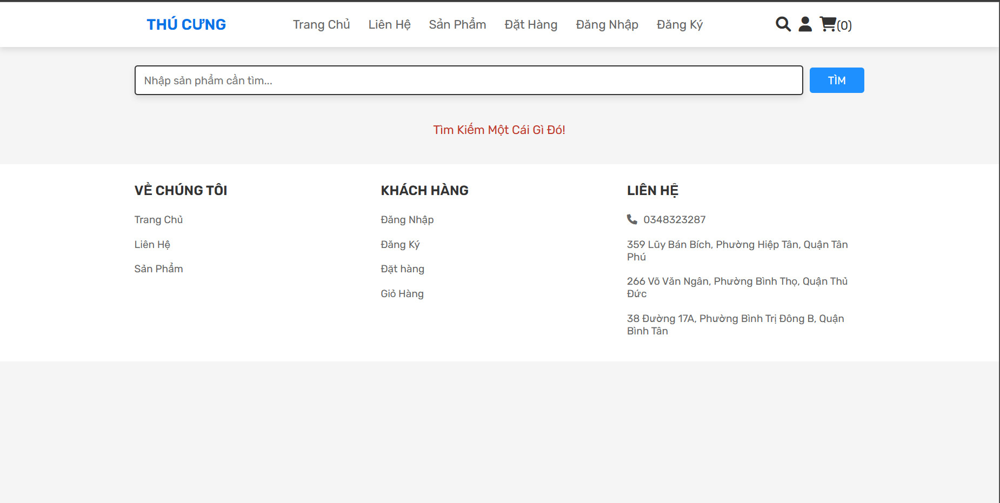 THÚ CƯNG
Trang Chủ
Liên Hệ
Sản Phẩm
Đặt Hàng
Đăng Nhập
Đăng Ký
(0)
Nhập sản phẩm cần tìm...
TÌM
Tìm Kiếm Một Cái Gì Đó!
VỀ CHÚNG TÔI
Trang Chủ
Liên Hệ
Sản Phẩm
KHÁCH HÀNG
Đăng Nhập
Đăng Ký
Đặt hàng
Giỏ Hàng
LIÊN HỆ
0348323287
359 Lũy Bán Bích, Phường Hiệp Tân, Quận Tân
Phú
266 Võ Văn Ngân, Phường Bình Thọ, Quận Thủ
Đức
38 Đường 17A, Phường Bình Trị Đông B, Quận
Bình Tân